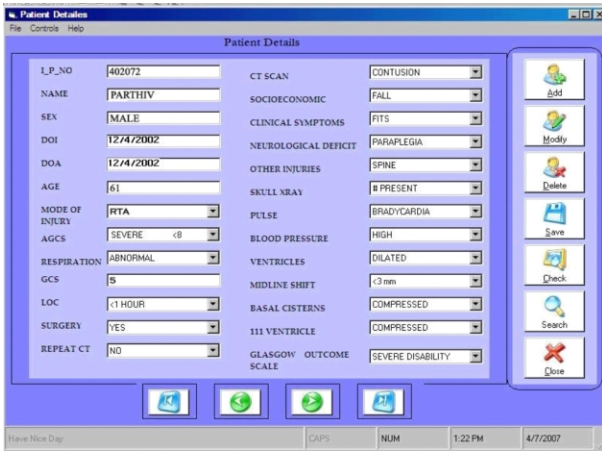 Patient Detailes
File Controls Help
Patient Details
I_P_NO 402072
NAME PARTHIV
SEX MALE
DOI 12/4/2002
DOA 12/4/2002
AGE 61
MODE OF INJURY RTA
AGCS SEVERE <8
RESPIRATION ABNORMAL
GCS 5
LOC <1 HOUR
SURGERY YES
REPEAT CT NO
CT SCAN CONTUSION
SOCIOECONOMIC FALL
CLINICAL SYMPTOMS FITS
NEUROLOGICAL DEFICIT PARAPLEGIA
OTHER INJURIES SPINE
SKULL XRAY # PRESENT
PULSE BRADYCARDIA
BLOOD PRESSURE HIGH
VENTRICLES DILATED
MIDLINE SHIFT <3 mm
BASAL CISTERNS COMPRESSED
111 VENTRICLE COMPRESSED
GLASGOW OUTCOME SCALE SEVERE DISABILITY
Add
Modify
Delete
Save
Check
Search
Close
Have Nice Day CAPS NUM 1:22 PM 4/7/2007